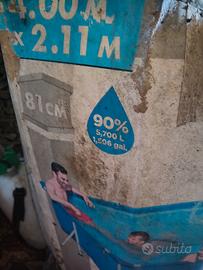 4.00 M
x 2.11 M
81 CM
90%
5,700 L
1,506 gal.
subito